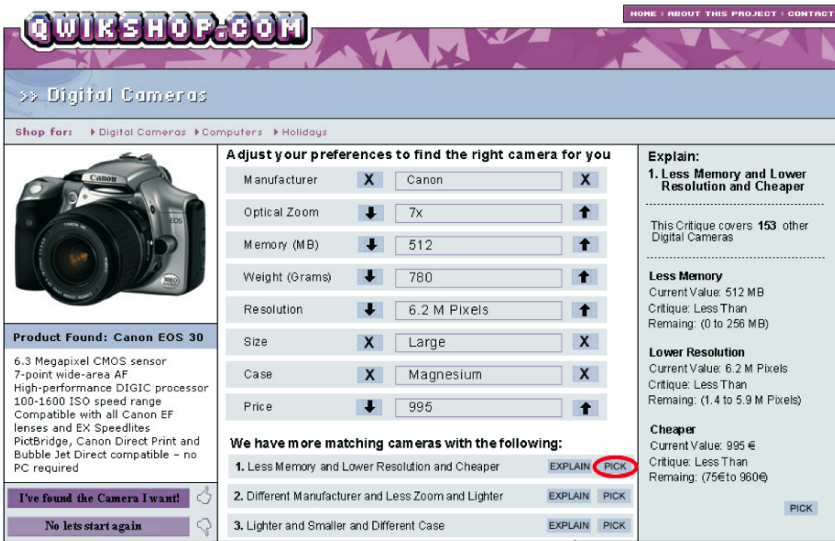 HOME | ABOUT THIS PROJECT | CONTACT
QWIKSHOP.COM
>> Digital Cameras
Shop for: Digital Cameras Computers Holidays
Canon
EOS
Product Found: Canon EOS 30
6.3 Megapixel CMOS sensor
7-point wide-area AF
High-performance DIGIC processor
100-1600 ISO speed range
Compatible with all Canon EF
lenses and EX Speedlites
PictBridge, Canon Direct Print and
Bubble Jet Direct compatible – no
PC required
I've found the Camera I want!
No lets start again
Adjust your preferences to find the right camera for you
Manufacturer X Canon X
Optical Zoom 7x
Memory (MB) 512
Weight (Grams) 780
Resolution 6.2 M Pixels
Size X Large X
Case X Magnesium X
Price 995
We have more matching cameras with the following:
1. Less Memory and Lower Resolution and Cheaper EXPLAIN PICK
2. Different Manufacturer and Less Zoom and Lighter EXPLAIN PICK
3. Lighter and Smaller and Different Case EXPLAIN PICK
Explain:
1. Less Memory and Lower
Resolution and Cheaper
This Critique covers 153 other
Digital Cameras
Less Memory
Current Value: 512 MB
Critique: Less Than
Remaing: (0 to 256 MB)
Lower Resolution
Current Value: 6.2 M Pixels
Critique: Less Than
Remaing: (1.4 to 5.9 M Pixels)
Cheaper
Current Value: 995 €
Critique: Less Than
Remaing: (75€to 960€)
PICK